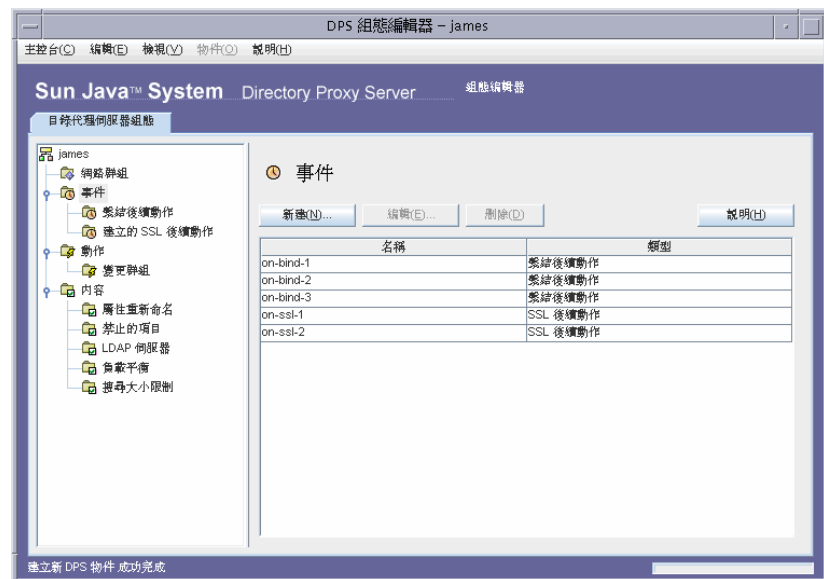 DPS 組態編輯器 – james
主控台(C) 編輯(E) 檢視(V) 物件(O) 說明(H)
Sun Java™ System Directory Proxy Server 組態編輯器
目錄代理伺服器組態
james
網路群組
事件
繫結後續動作
建立的 SSL 後續動作
動作
變更群組
內容
屬性重新命名
禁止的項目
LDAP 伺服器
負載平衡
搜尋大小限制
事件
新建(N)... 編輯(E)... 刪除(D) 說明(H)
名稱 類型
on-bind-1 繫結後續動作
on-bind-2 繫結後續動作
on-bind-3 繫結後續動作
on-ssl-1 SSL 後續動作
on-ssl-2 SSL 後續動作
建立新 DPS 物件 成功完成